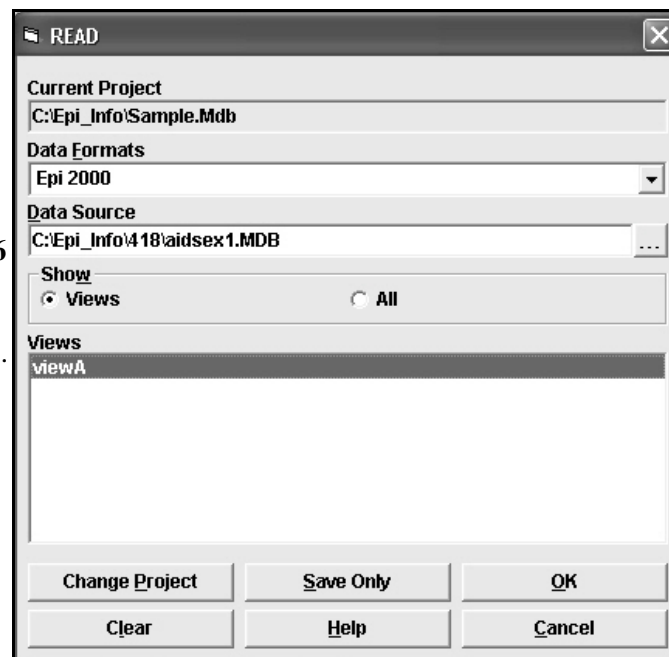 READ
Current Project
C:\Epi_Info\Sample.Mdb
Data Formats
Epi 2000
Data Source
6
C:\Epi_Info\418\aidsex1.MDB
...
Show
Views
All
.
Views
viewA
Change Project
Save Only
OK
Clear
Help
Cancel